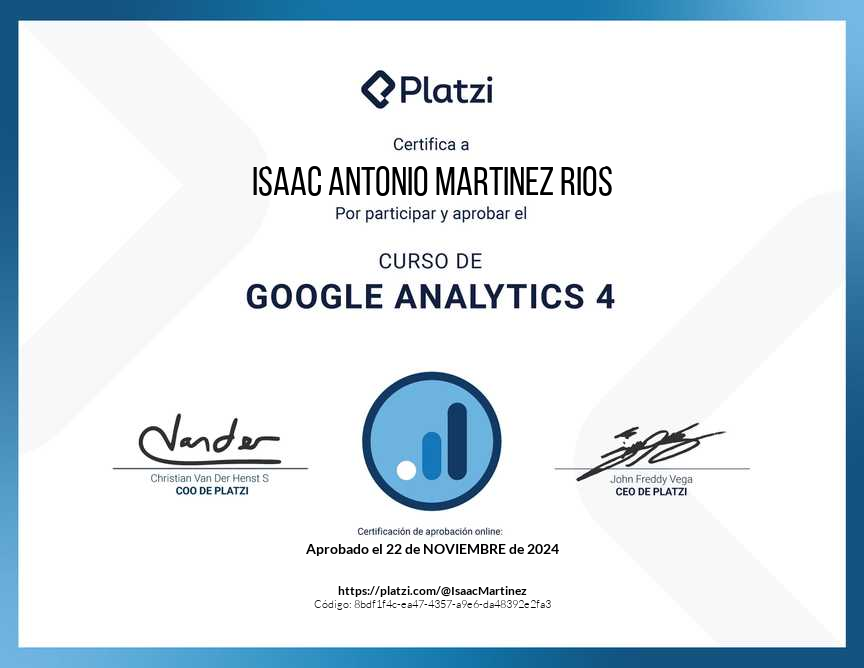 Platzi
Certifica a
ISAAC ANTONIO MARTINEZ RIOS
Por participar y aprobar el
CURSO DE
GOOGLE ANALYTICS 4
Vander
Christian Van Der Henst S
COO DE PLATZI
John Freddy Vega
CEO DE PLATZI
Certificación de aprobación online:
Aprobado el 22 de NOVIEMBRE de 2024
https://platzi.com/@IsaacMartinez
Código: 8bdf1f4c-ea47-4357-a9e6-da48392e2fa3